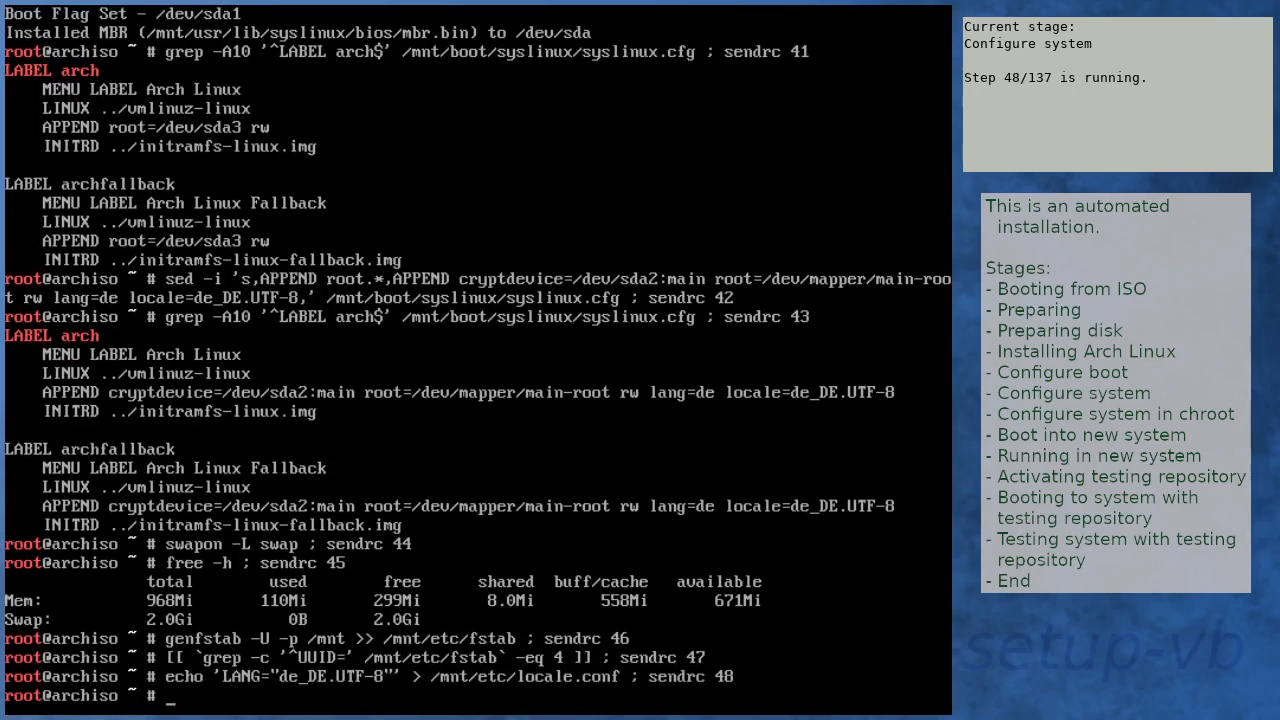 Boot Flag Set - /dev/sda1
Installed MBR (/mnt/usr/lib/syslinux/bios/mbr.bin) to /dev/sda
root@archiso ~ # grep -A10 '^LABEL arch$' /mnt/boot/syslinux/syslinux.cfg ; sendrc 41
LABEL arch
    MENU LABEL Arch Linux
    LINUX ../vmlinuz-linux
    APPEND root=/dev/sda3 rw
    INITRD ../initramfs-linux.img

LABEL archfallback
    MENU LABEL Arch Linux Fallback
    LINUX ../vmlinuz-linux
    APPEND root=/dev/sda3 rw
    INITRD ../initramfs-linux-fallback.img
root@archiso ~ # sed -i 's,APPEND root.*,APPEND cryptdevice=/dev/sda2:main root=/dev/mapper/main-roo
t rw lang=de locale=de_DE.UTF-8,' /mnt/boot/syslinux/syslinux.cfg ; sendrc 42
root@archiso ~ # grep -A10 '^LABEL arch$' /mnt/boot/syslinux/syslinux.cfg ; sendrc 43
LABEL arch
    MENU LABEL Arch Linux
    LINUX ../vmlinuz-linux
    APPEND cryptdevice=/dev/sda2:main root=/dev/mapper/main-root rw lang=de locale=de_DE.UTF-8
    INITRD ../initramfs-linux.img

LABEL archfallback
    MENU LABEL Arch Linux Fallback
    LINUX ../vmlinuz-linux
    APPEND cryptdevice=/dev/sda2:main root=/dev/mapper/main-root rw lang=de locale=de_DE.UTF-8
    INITRD ../initramfs-linux-fallback.img
root@archiso ~ # swapon -L swap ; sendrc 44
root@archiso ~ # free -h ; sendrc 45
               total        used        free      shared  buff/cache   available
Mem:           968Mi       110Mi       299Mi       8.0Mi       558Mi       671Mi
Swap:          2.0Gi          0B       2.0Gi
root@archiso ~ # genfstab -U -p /mnt >> /mnt/etc/fstab ; sendrc 46
root@archiso ~ # [[ `grep -c '^UUID=' /mnt/etc/fstab` -eq 4 ]] ; sendrc 47
root@archiso ~ # echo 'LANG="de_DE.UTF-8"' > /mnt/etc/locale.conf ; sendrc 48
root@archiso ~ # _
Current stage:
Configure system

Step 48/137 is running.
This is an automated
installation.

Stages:
- Booting from ISO
- Preparing
- Preparing disk
- Installing Arch Linux
- Configure boot
- Configure system
- Configure system in chroot
- Boot into new system
- Running in new system
- Activating testing repository
- Booting to system with
testing repository
- Testing system with testing
repository
- End
setup-vb